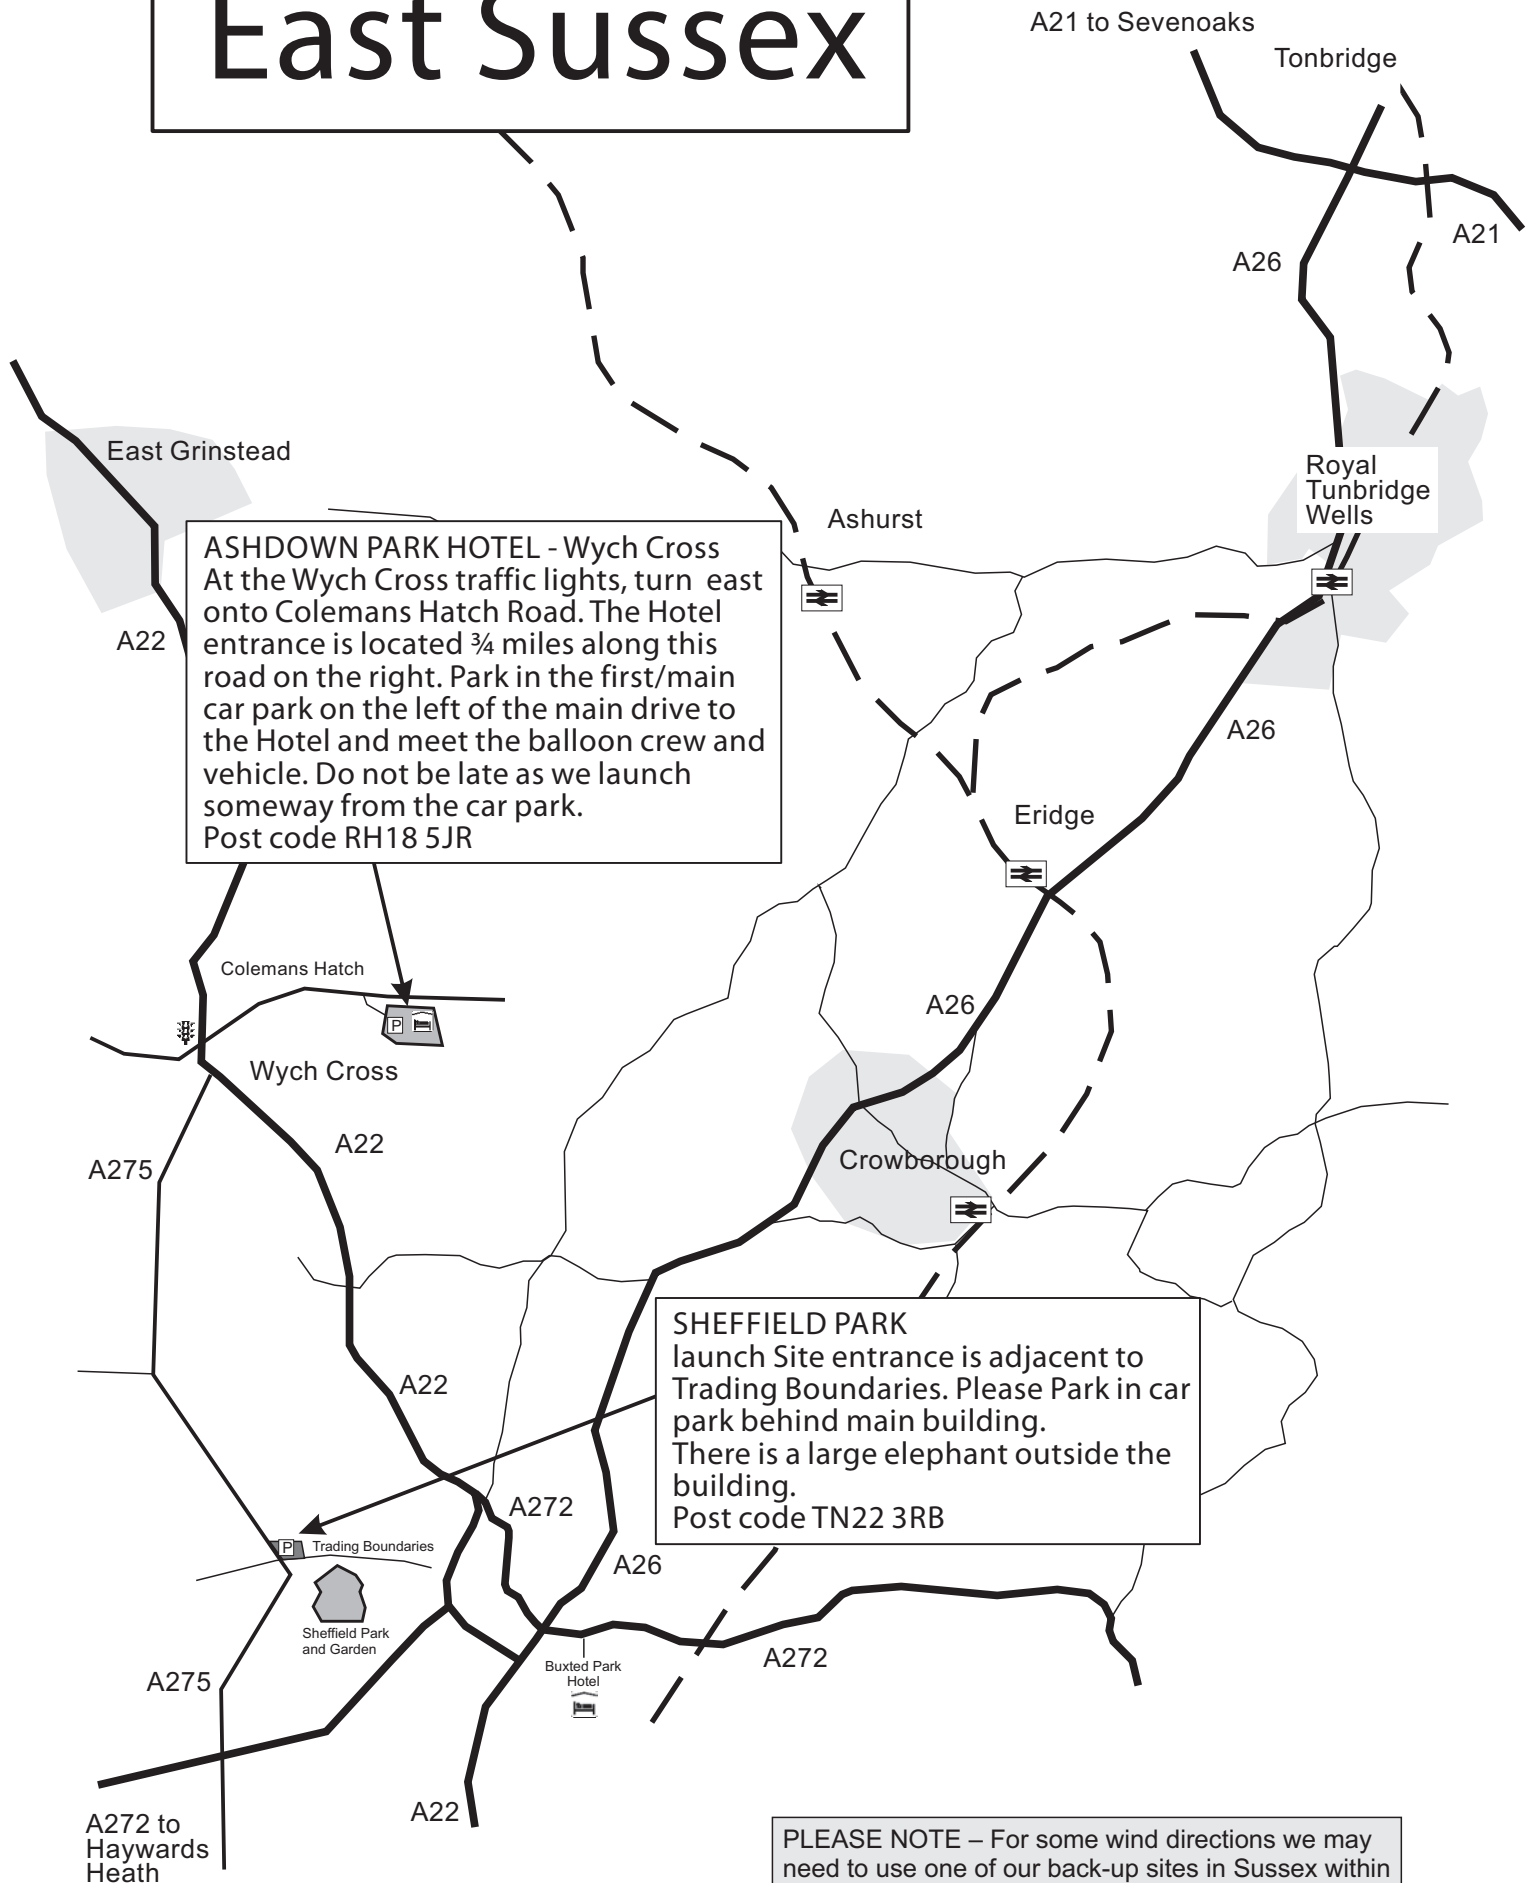 East Sussex
A21 to Sevenoaks
Tonbridge
A21
A26
East Grinstead
Royal
Tunbridge
Wells
Ashurst
ASHDOWN PARK HOTEL - Wych Cross
At the Wych Cross traffic lights, turn  east
onto Colemans Hatch Road. The Hotel
entrance is located ¾ miles along this
road on the right. Park in the first/main
car park on the left of the main drive to
the Hotel and meet the balloon crew and
vehicle. Do not be late as we launch
someway from the car park.
Post code RH18 5JR
A22
A26
Eridge
Colemans Hatch
P
A26
Wych Cross
A22
A275
Crowborough
SHEFFIELD PARK
launch Site entrance is adjacent to
Trading Boundaries. Please Park in car
park behind main building.
There is a large elephant outside the
building.
Post code TN22 3RB
A22
A272
P
Trading Boundaries
A26
Sheffield Park
and Garden
Buxted Park
Hotel
A272
A275
A22
A272 to
Haywards
Heath
PLEASE NOTE – For some wind directions we may
need to use one of our back-up sites in Sussex within